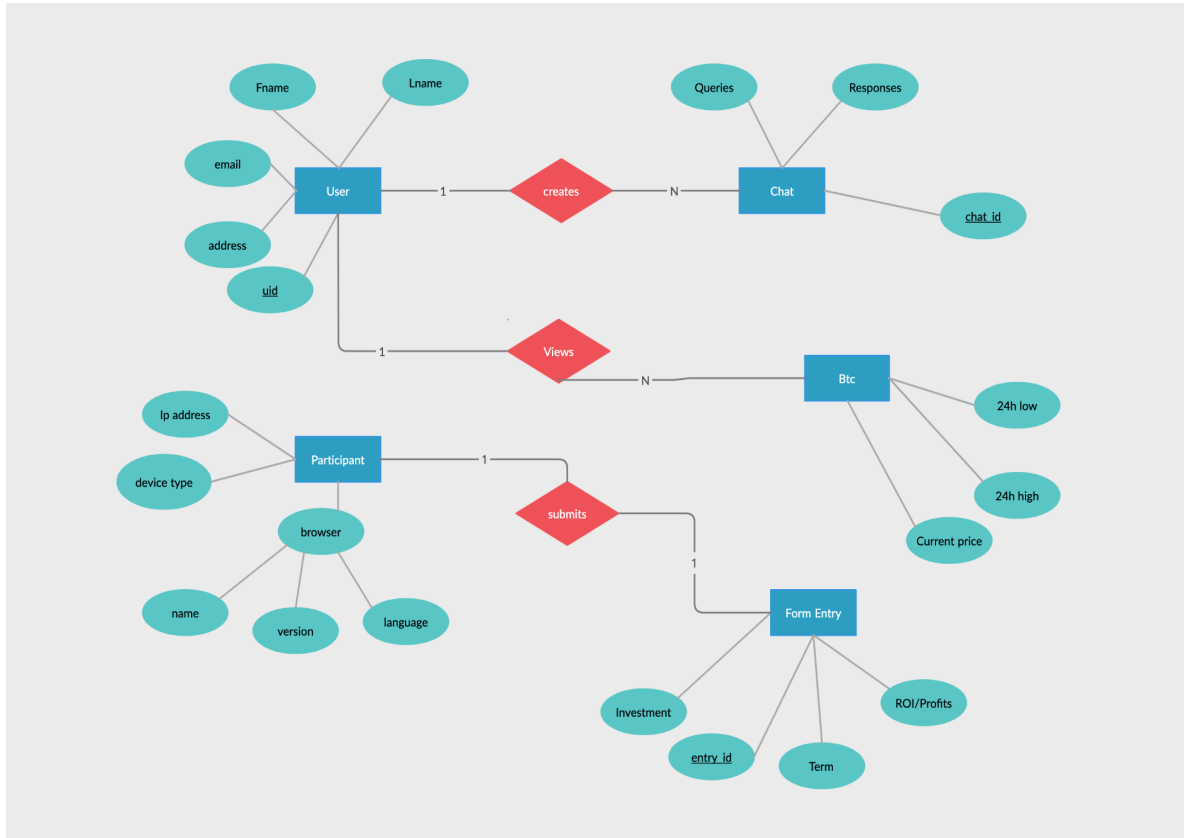 Fname
Lname
Queries
Responses
email
User
1
creates
N
Chat
chat_id
address
uid
1
Views
N
Btc
24h low
Ip address
Participant
1
device type
24h high
submits
browser
Current price
1
name
version
language
Form Entry
Investment
ROI/Profits
entry_id
Term